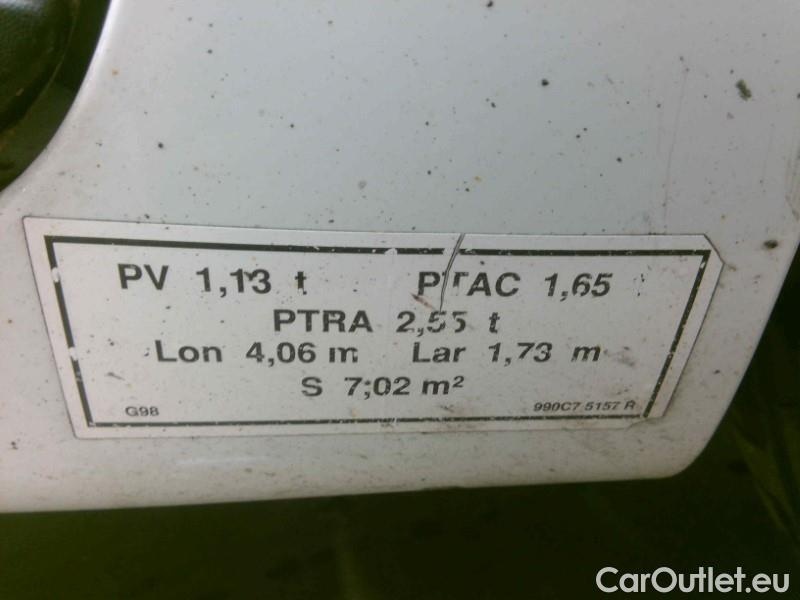 PV 1,13 t PTAC 1,65
PTRA 2,55 t
Lon 4,06 m Lar 1,73 m
S 7,02 m²
G98 990C7 5157 R
CarOutlet.eu